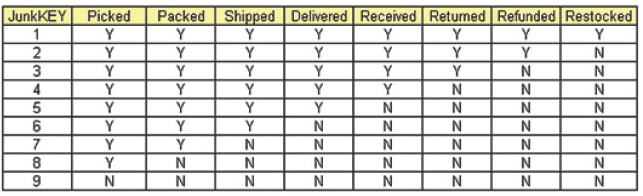 JunkKEY Picked Packed Shipped Delivered Received Returned Refunded Restocked
1 Y Y Y Y Y Y Y Y
2 Y Y Y Y Y Y Y N
3 Y Y Y Y Y Y N N
4 Y Y Y Y Y N N N
5 Y Y Y Y N N N N
6 Y Y Y N N N N N
7 Y Y N N N N N N
8 Y N N N N N N N
9 N N N N N N N N